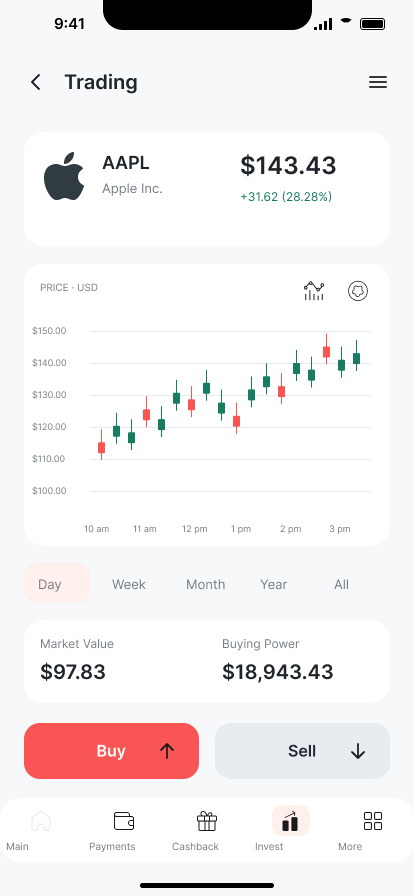 9:41
Trading
AAPL
$143.43
Apple Inc.
+31.62 (28.28%)
PRICE · USD
$150.00
$140.00
$130.00
$120.00
$110.00
$100.00
10 am 11 am 12 pm 1 pm 2 pm 3 pm
Day Week Month Year All
Market Value Buying Power
$97.83 $18,943.43
Buy Sell
Main Payments Cashback Invest More